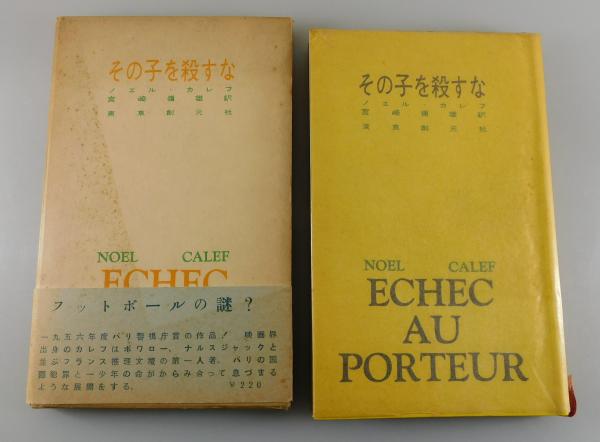 その子を殺すな
ノエル・カレフ
宮崎嶺雄訳
東京創元社
NOEL CALEF
ECHEC
フットボールの謎?
一九五六年度パリ警視庁賞の作品! 映画界
出身のカレフはボワロー、ナルスジャックと
並ぶフランス推理文壇の第一人者。パリの国
際犯罪と一少年の命がからみ合って息づまる
ような展開をする。
¥220
その子を殺すな
ノエル・カレフ
宮崎嶺雄訳
東京創元社
NOEL CALEF
ECHEC
AU
PORTEUR